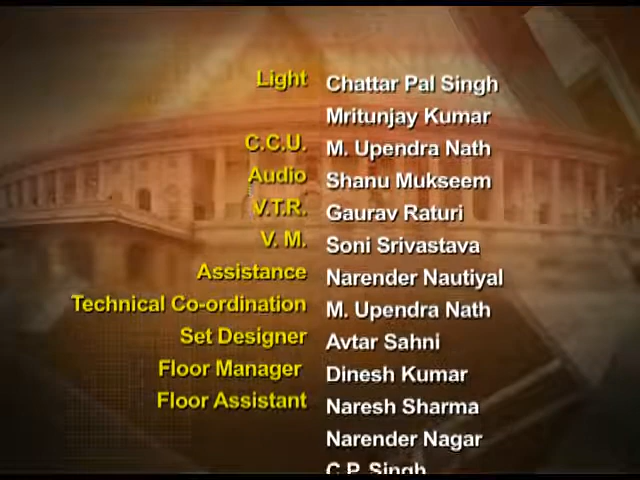 Light Chattar Pal Singh
Mritunjay Kumar
C.C.U. M. Upendra Nath
Audio Shanu Mukseem
V.T.R. Gaurav Raturi
V. M. Soni Srivastava
Assistance Narender Nautiyal
Technical Co-ordination M. Upendra Nath
Set Designer Avtar Sahni
Floor Manager Dinesh Kumar
Floor Assistant Naresh Sharma
Narender Nagar
C.P. Singh